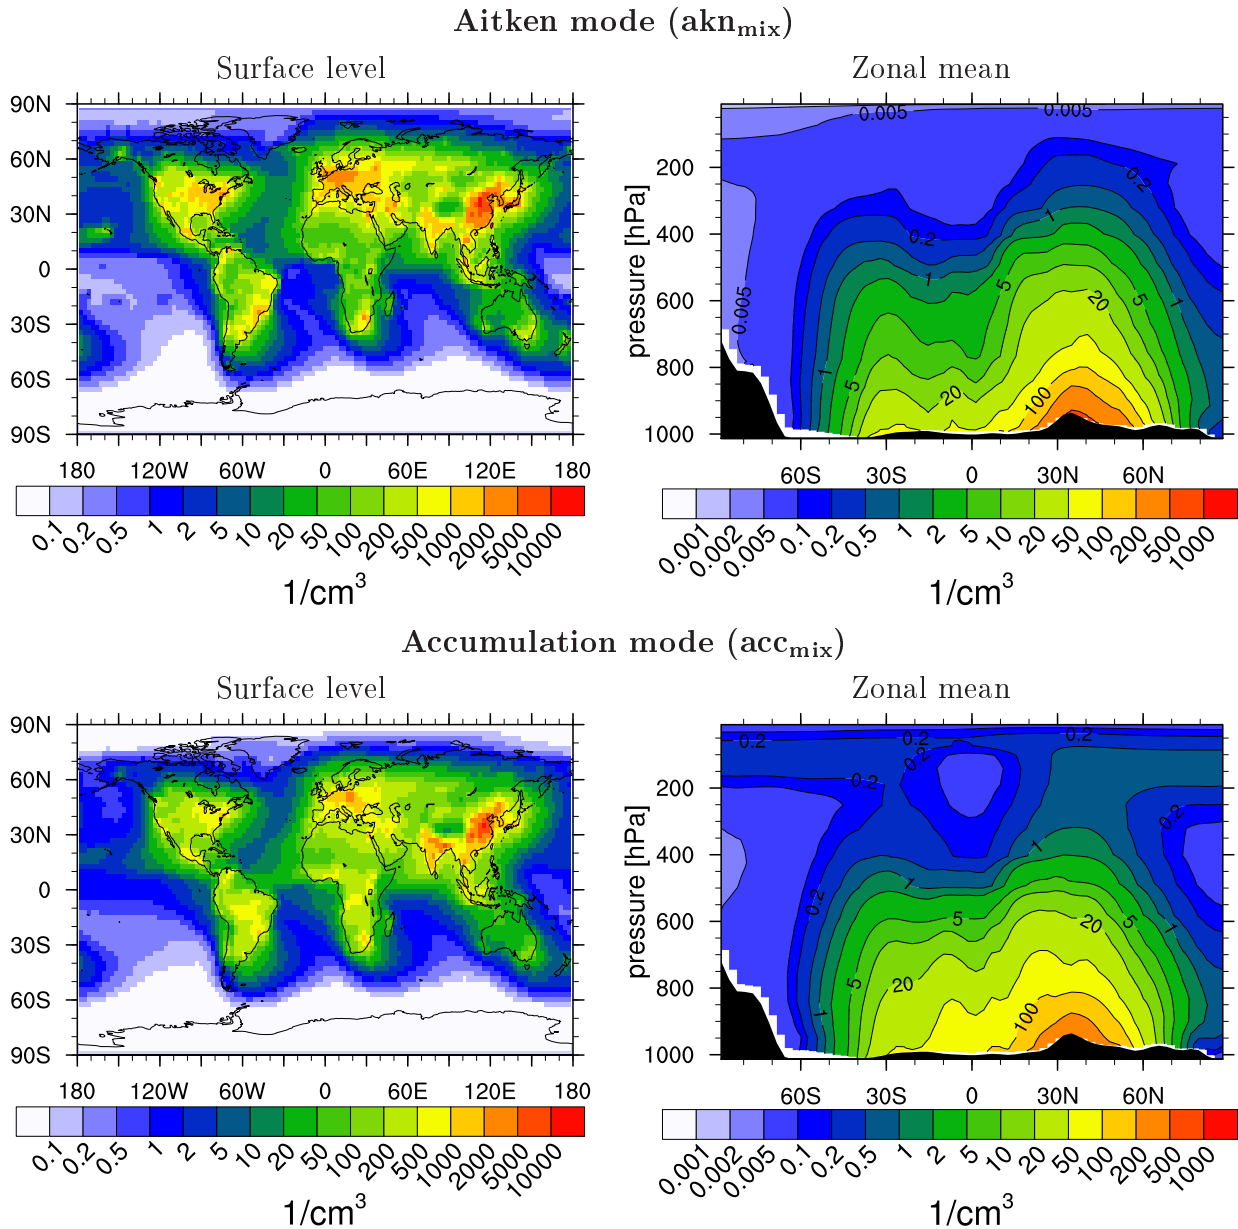 Aitken mode (akn_mix)
Surface level
Zonal mean
90N
60N
30N
0
30S
60S
90S
180 120W 60W 0 60E 120E 180
0.1 0.2 0.5 1 2 5 10 20 50 100 200 500 1000 2000 5000 10000
1/cm³
pressure [hPa]
200
400
600
800
1000
0.005 0.005
0.2
0.2
1
1
5
0.005
20
1
5
1
5
20
100
60S 30S 0 30N 60N
0.001 0.002 0.005 0.1 0.2 0.5 1 2 5 10 20 50 100 200 500 1000
1/cm³
Accumulation mode (acc_mix)
Surface level
Zonal mean
90N
60N
30N
0
30S
60S
90S
180 120W 60W 0 60E 120E 180
0.1 0.2 0.5 1 2 5 10 20 50 100 200 500 1000 2000 5000 10000
1/cm³
pressure [hPa]
200
400
600
800
1000
0.2 0.2 0.2
0.2
0.2
0.2
1
1
0.2
5
20
5
1
5
20
1
100
60S 30S 0 30N 60N
0.001 0.002 0.005 0.1 0.2 0.5 1 2 5 10 20 50 100 200 500 1000
1/cm³